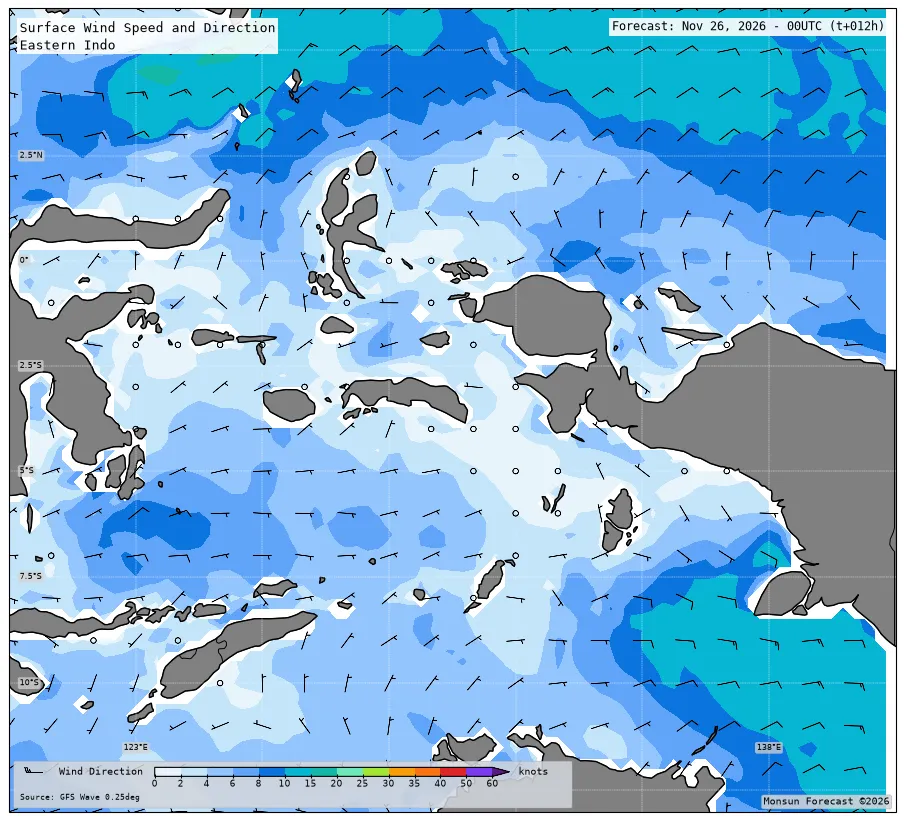 Surface Wind Speed and Direction
Eastern Indo
Forecast: Nov 26, 2026 - 00UTC (t+012h)
2.5°N
0°
2.5°S
5°S
7.5°S
10°S
123°E
138°E
Wind Direction
knots
0 2 4 6 8 10 15 20 25 30 35 40 50 60
Source: GFS Wave 0.25deg
Monsun Forecast ©2026